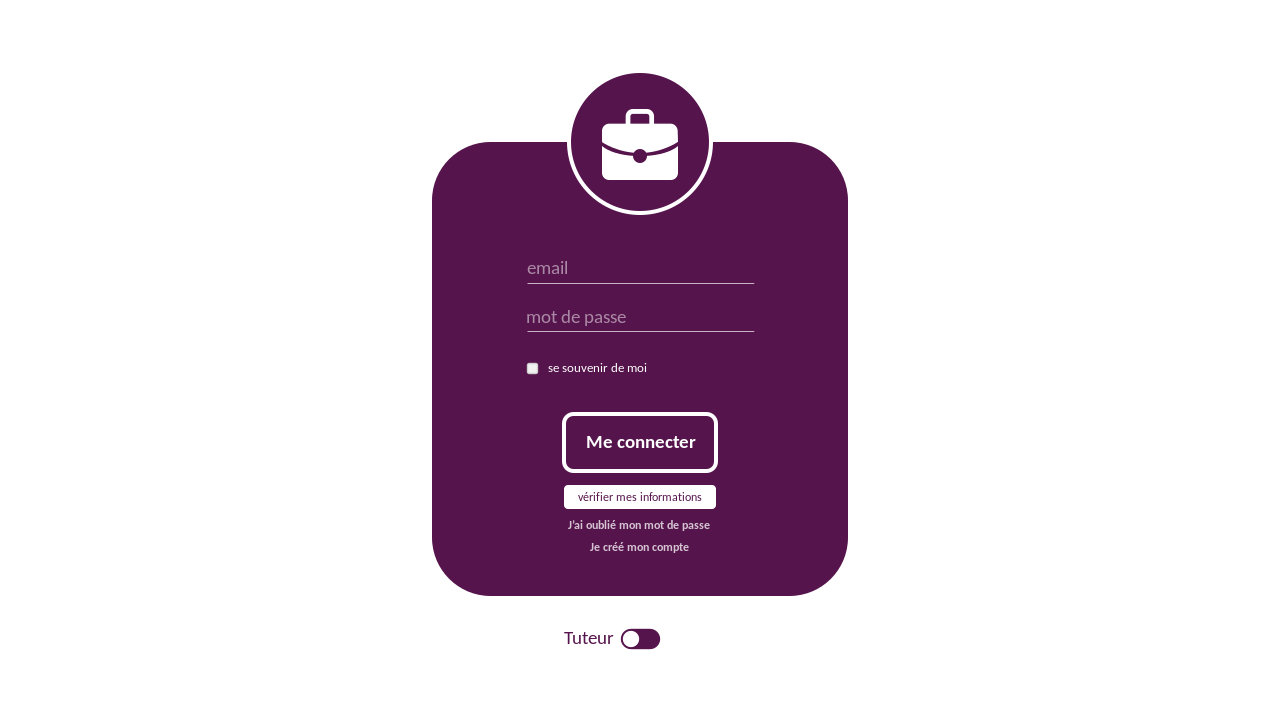 email
mot de passe
se souvenir de moi
Me connecter
vérifier mes informations
J'ai oublié mon mot de passe
Je créé mon compte
Tuteur